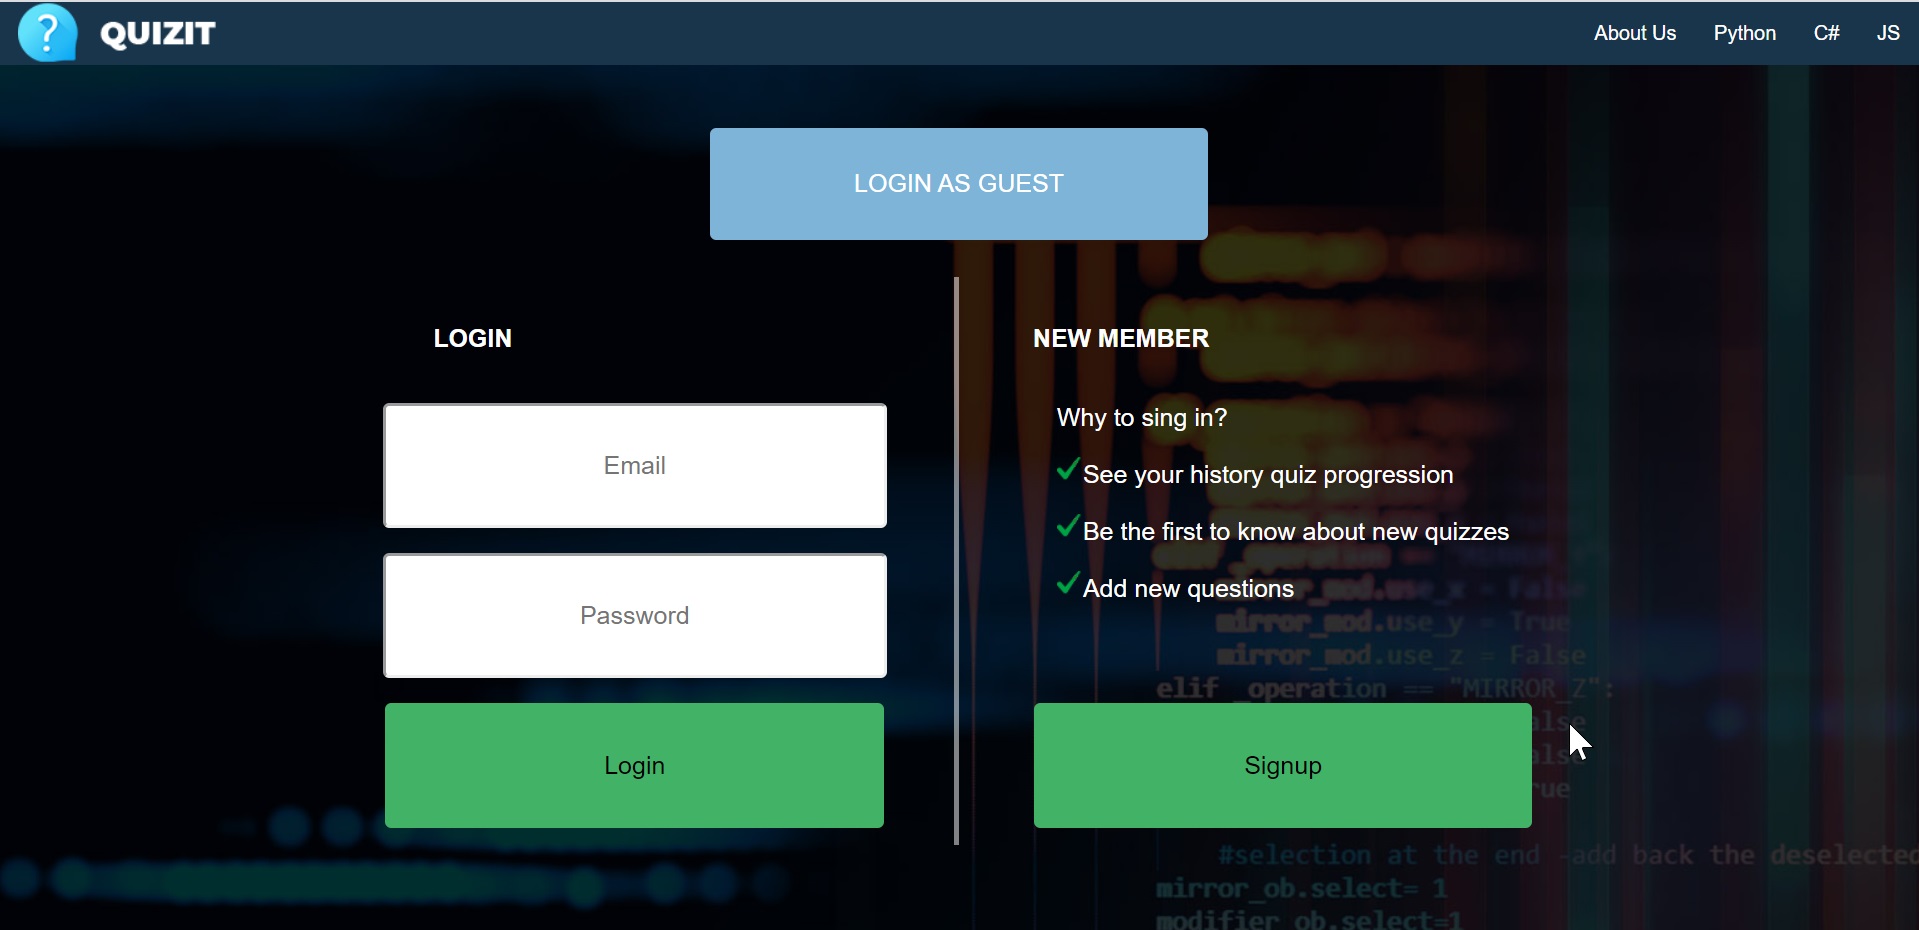 ?
QUIZIT
About Us
Python
C#
JS
LOGIN AS GUEST
LOGIN
NEW MEMBER
Email
Why to sing in?
See your history quiz progression
Be the first to know about new quizzes
Password
Add new questions
mirror_mod.use_y = True
mirror_mod.use_z = False
elif _operation == "MIRROR_Z":
Login
Signup
#selection at the end -add back the deselected
mirror_ob.select= 1
modifier_ob.select=1